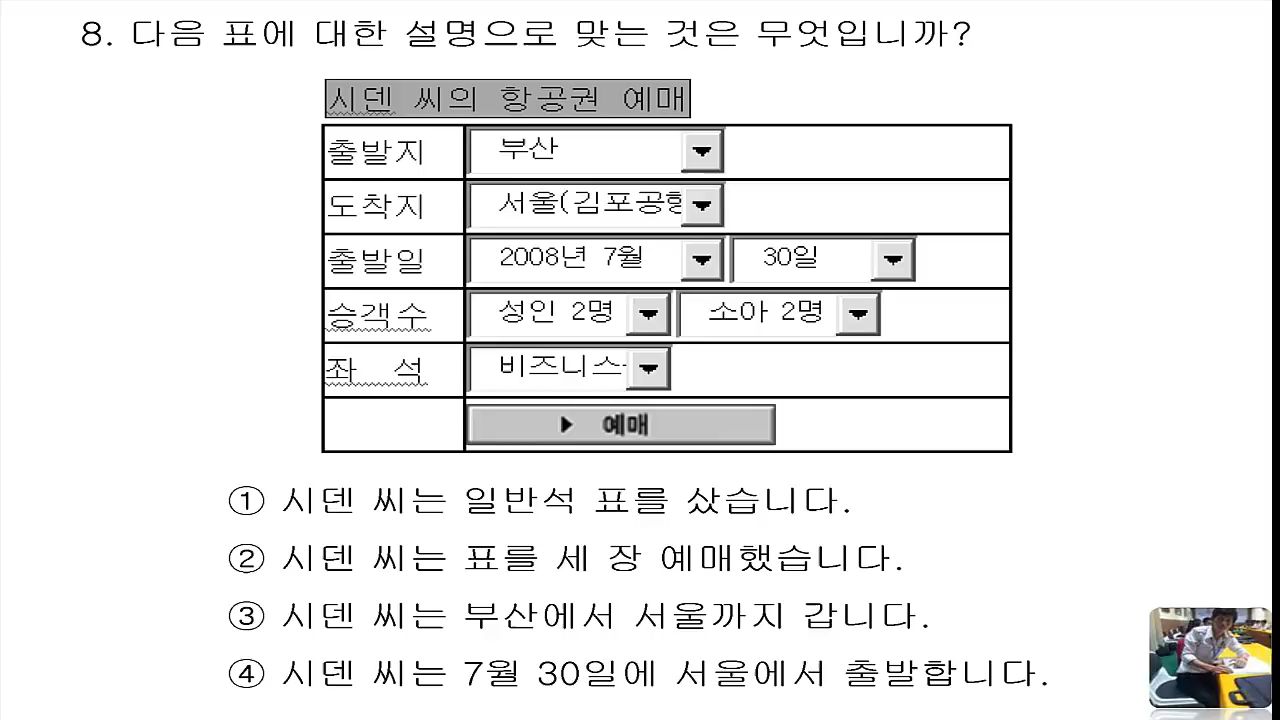 8. 다음 표에 대한 설명으로 맞는 것은 무엇입니까?
시덴 씨의 항공권 예매
출발지 부산
도착지 서울(김포공항
출발일 2008년 7월 30일
승객수 성인 2명 소아 2명
좌 석 비즈니스
▶ 예매
① 시덴 씨는 일반석 표를 샀습니다.
② 시덴 씨는 표를 세 장 예매했습니다.
③ 시덴 씨는 부산에서 서울까지 갑니다.
④ 시덴 씨는 7월 30일에 서울에서 출발합니다.